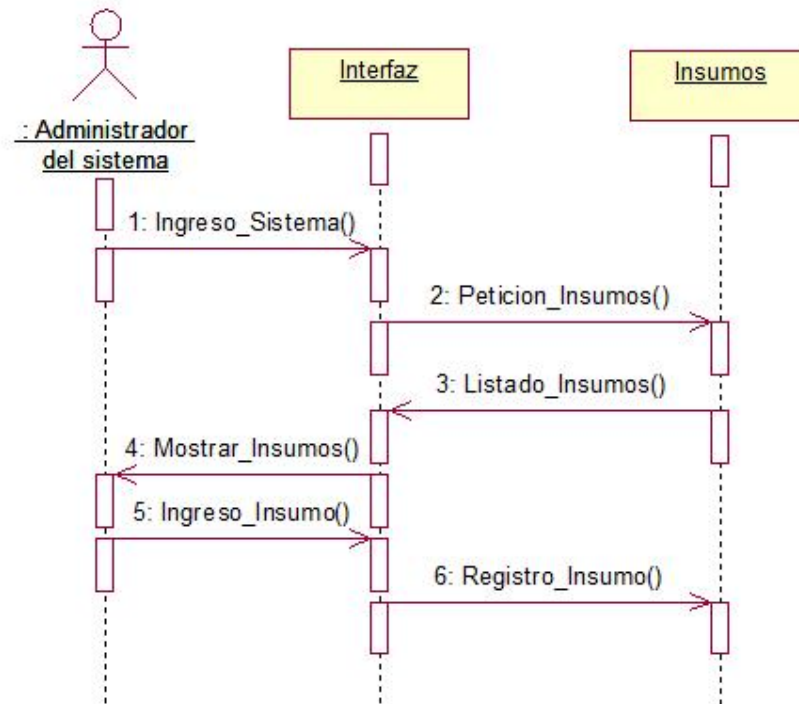 : Administrador
del sistema
Interfaz
Insumos
1: Ingreso_Sistema()
2: Peticion_Insumos()
3: Listado_Insumos()
4: Mostrar_Insumos()
5: Ingreso_Insumo()
6: Registro_Insumo()